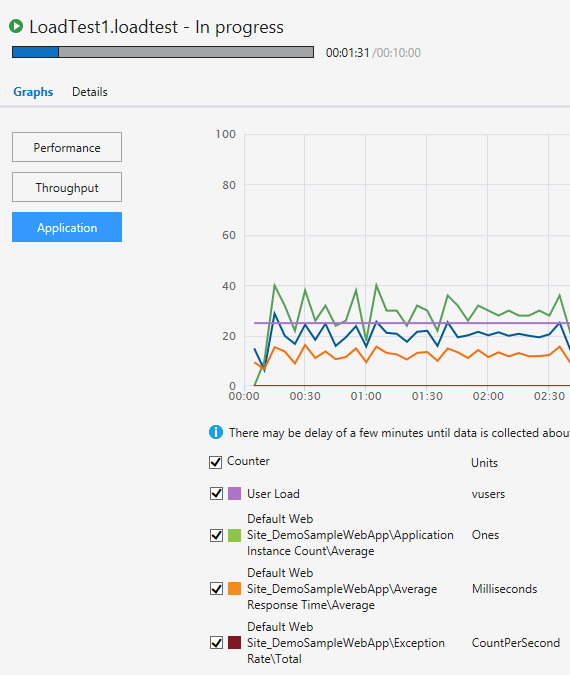 LoadTest1.loadtest - In progress
00:01:31 /00:10:00
Graphs Details
Performance
Throughput
Application
100
80
60
40
20
0
00:00 00:30 01:00 01:30 02:00 02:30
There may be delay of a few minutes until data is collected abou
Counter Units
User Load vusers
Default Web
Site_DemoSampleWebApp\Application Ones
Instance Count\Average
Default Web
Site_DemoSampleWebApp\Average Milliseconds
Response Time\Average
Default Web
Site_DemoSampleWebApp\Exception CountPerSecond
Rate\Total